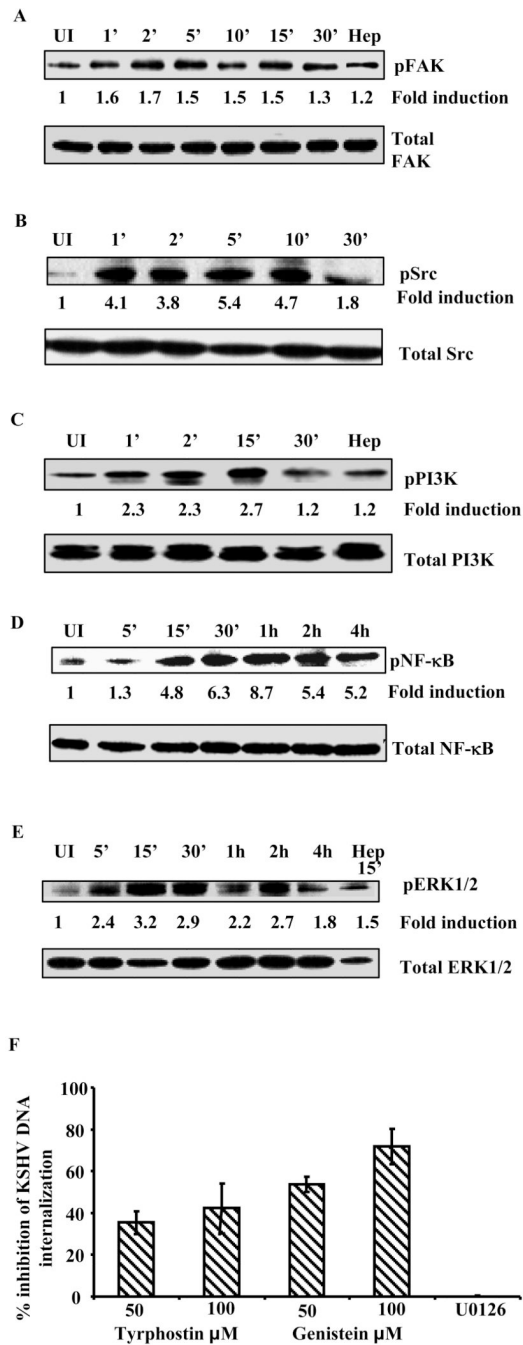 A
UI 1’ 2’ 5’ 10’ 15’ 30’ Hep
pFAK
1 1.6 1.7 1.5 1.5 1.5 1.3 1.2 Fold induction
Total
FAK
B
UI 1’ 2’ 5’ 10’ 30’
pSrc
1 4.1 3.8 5.4 4.7 1.8 Fold induction
Total Src
C
UI 1’ 2’ 15’ 30’ Hep
pPI3K
1 2.3 2.3 2.7 1.2 1.2 Fold induction
Total PI3K
D
UI 5’ 15’ 30’ 1h 2h 4h
pNF-κB
1 1.3 4.8 6.3 8.7 5.4 5.2 Fold induction
Total NF-κB
E
UI 5’ 15’ 30’ 1h 2h 4h Hep
15’
pERK1/2
1 2.4 3.2 2.9 2.2 2.7 1.8 1.5 Fold induction
Total ERK1/2
F
% inhibition of KSHV DNA
internalization
100
80
60
40
20
0
50 100 50 100 U0126
Tyrphostin µM Genistein µM